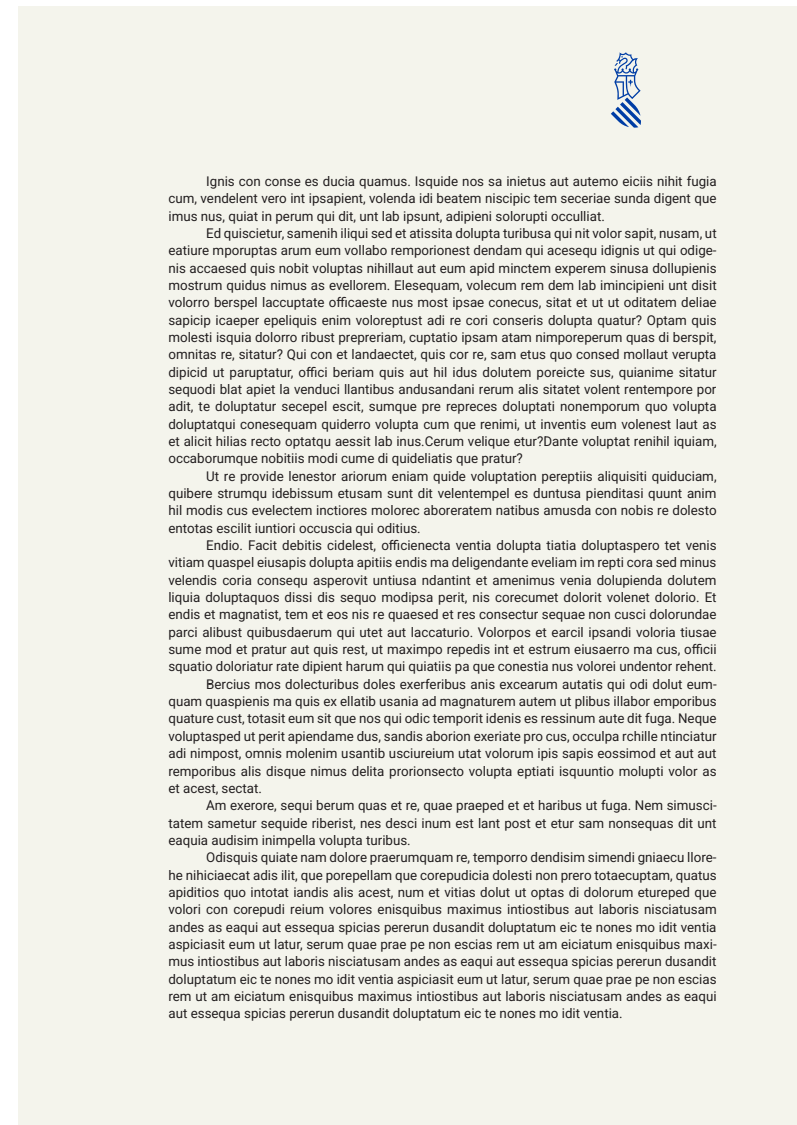 Ignis con conse es ducia quamus. Isquide nos sa inietus aut autemo eiciis nihit fugia
cum, vendelent vero int ipsapient, volenda idi beatem niscipic tem seceriae sunda digent que
imus nus, quiat in perum qui dit, unt lab ipsunt, adipieni solorupti occulliat.
Ed quiscietur, samenih iliqui sed et atissita dolupta turibusa qui nit volor sapit, nusam, ut
eatiure mporuptas arum eum vollabo remporionest dendam qui acesequ idignis ut qui odige-
nis accaesed quis nobit voluptas nihillaut aut eum apid minctem experem sinusa dollupienis
mostrum quidus nimus as evellorem. Elesequam, volecum rem dem lab imincipieni unt disit
volorro berspel laccuptate officaeste nus most ipsae conecus, sitat et ut ut oditatem deliae
sapicip icaeper epeliquis enim voloreptust adi re cori conseris dolupta quatur? Optam quis
molesti isquia dolorro ribust prepreriam, cuptatio ipsam atam nimporeperum quas di berspit,
omnitas re, sitatur? Qui con et landaectet, quis cor re, sam etus quo consed mollaut verupta
dipicid ut paruptatur, offici beriam quis aut hil idus dolutem poreicte sus, quianime sitatur
sequodi blat apiet la venduci llantibus andusandani rerum alis sitatet volent rentempore por
adit, te doluptatur secepel escit, sumque pre repreces doluptati nonemporum quo volupta
doluptatqui conesequam quiderro volupta cum que renimi, ut inventis eum volenest laut as
et alicit hilias recto optatqu aessit lab inus.Cerum velique etur?Dante voluptat renihil iquiam,
occaborumque nobitiis modi cume di quideliatis que pratur?
Ut re provide lenestor ariorum eniam quide voluptation pereptiis aliquisiti quiduciam,
quibere strumqu idebissum etusam sunt dit velentempel es duntusa pienditasi quunt anim
hil modis cus evelectem inctiores molorec aboreratem natibus amusda con nobis re dolesto
entotas escilit iuntiori occuscia qui oditius.
Endio. Facit debitis cidelest, officienecta ventia dolupta tiatia doluptaspero tet venis
vitiam quaspel eiusapis dolupta apitiis endis ma deligendante eveliam im repti cora sed minus
velendis coria consequ asperovit untiusa ndantint et amenimus venia dolupienda dolutem
liquia doluptaquos dissi dis sequo modipsa perit, nis corecumet dolorit volenet dolorio. Et
endis et magnatist, tem et eos nis re quaesed et res consectur sequae non cusci dolorundae
parci alibust quibusdaerum qui utet aut laccaturio. Volorpos et earcil ipsandi voloria tiusae
sume mod et pratur aut quis rest, ut maximpo repedis int et estrum eiusaerro ma cus, officii
squatio doloriatur rate dipient harum qui quiatiis pa que conestia nus volorei undentor rehent.
Bercius mos dolecturibus doles exerferibus anis excearum autatis qui odi dolut eum-
quam quaspienis ma quis ex ellatib usania ad magnaturem autem ut plibus illabor emporibus
quature cust, totasit eum sit que nos qui odic temporit idenis es ressinum aute dit fuga. Neque
voluptasped ut perit apiendame dus, sandis aborion exeriate pro cus, occulpa rchille ntinciatur
adi nimpost, omnis molenim usantib usciureium utat volorum ipis sapis eossimod et aut aut
remporibus alis disque nimus delita prorionsecto volupta eptiati isquuntio molupti volor as
et acest, sectat.
Am exerore, sequi berum quas et re, quae praeped et et haribus ut fuga. Nem simusci-
tatem sametur sequide riberist, nes desci inum est lant post et etur sam nonsequas dit unt
eaquia audisim inimpella volupta turibus.
Odisquis quiate nam dolore praerumquam re, temporro dendisim simendi gniaecu llore-
he nihiciaecat adis ilit, que porepellam que corepudicia dolesti non prero totaecuptam, quatus
apiditios quo intotat iandis alis acest, num et vitias dolut ut optas di dolorum etureped que
volori con corepudi reium volores enisquibus maximus intiostibus aut laboris nisciatusam
andes as eaqui aut essequa spicias pererun dusandit doluptatum eic te nones mo idit ventia
aspiciasit eum ut latur, serum quae prae pe non escias rem ut am eiciatum enisquibus maxi-
mus intiostibus aut laboris nisciatusam andes as eaqui aut essequa spicias pererun dusandit
doluptatum eic te nones mo idit ventia aspiciasit eum ut latur, serum quae prae pe non escias
rem ut am eiciatum enisquibus maximus intiostibus aut laboris nisciatusam andes as eaqui
aut essequa spicias pererun dusandit doluptatum eic te nones mo idit ventia.